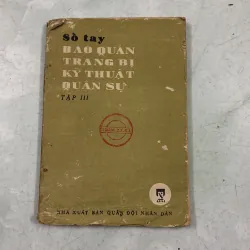 sổ tay
BẢO QUẢN
TRANG BỊ
KỸ THUẬT
QUÂN SỰ
TẬP III
NHÀ XUẤT BẢN QUÂN ĐỘI NHÂN DÂN